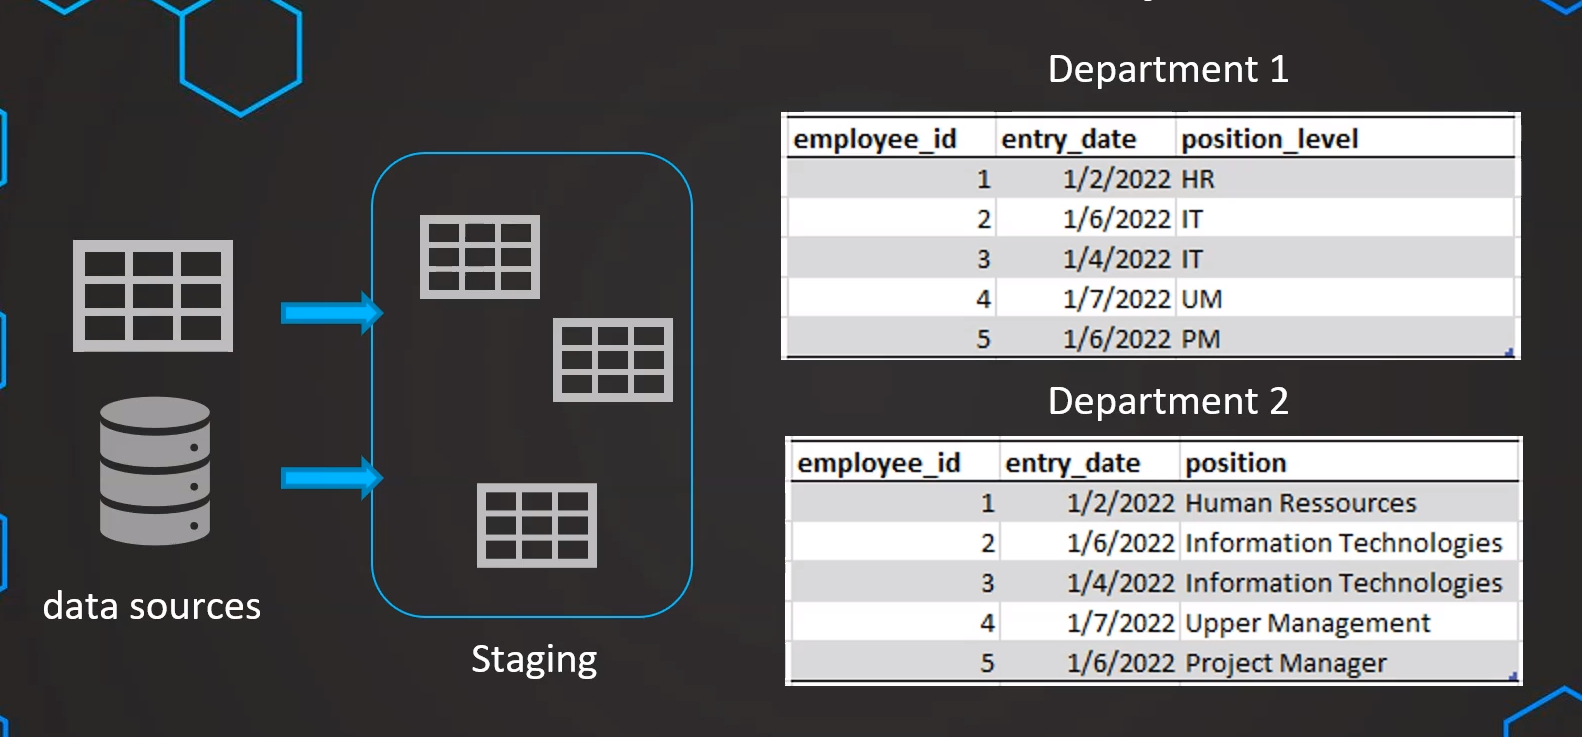 Department 1
employee_id entry_date position_level
1 1/2/2022 HR
2 1/6/2022 IT
3 1/4/2022 IT
4 1/7/2022 UM
5 1/6/2022 PM
Department 2
employee_id entry_date position
1 1/2/2022 Human Ressources
2 1/6/2022 Information Technologies
3 1/4/2022 Information Technologies
4 1/7/2022 Upper Management
5 1/6/2022 Project Manager
data sources
Staging